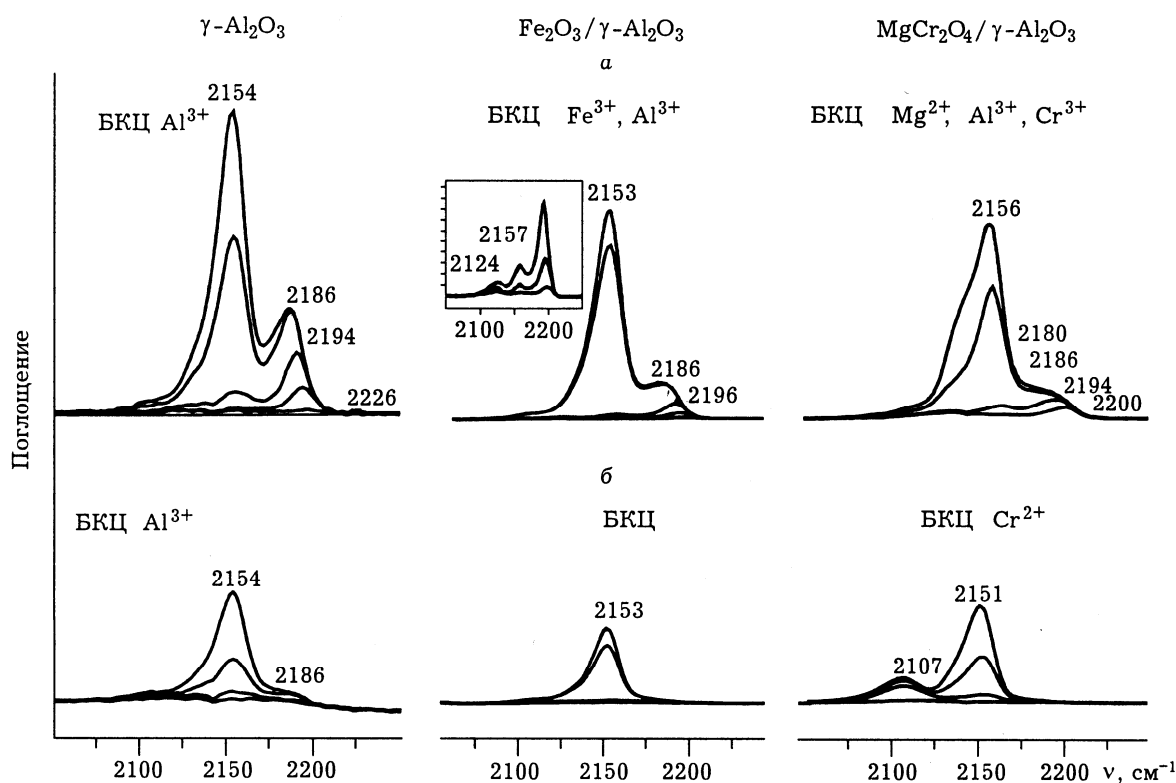 γ-Al₂O₃
Fe₂O₃/γ-Al₂O₃
MgCr₂O₄/γ-Al₂O₃
а
БКЦ Al³⁺
БКЦ Fe³⁺, Al³⁺
БКЦ Mg²⁺, Al³⁺, Cr³⁺
2154
2186
2194
2226
2157
2124
2100 2200
2153
2186
2196
2156
2180
2186
2194
2200
Поглощение
б
БКЦ Al³⁺
БКЦ
БКЦ Cr²⁺
2154
2186
2153
2151
2107
2100 2150 2200
2100 2150 2200
2100 2150 2200 ν, см⁻¹